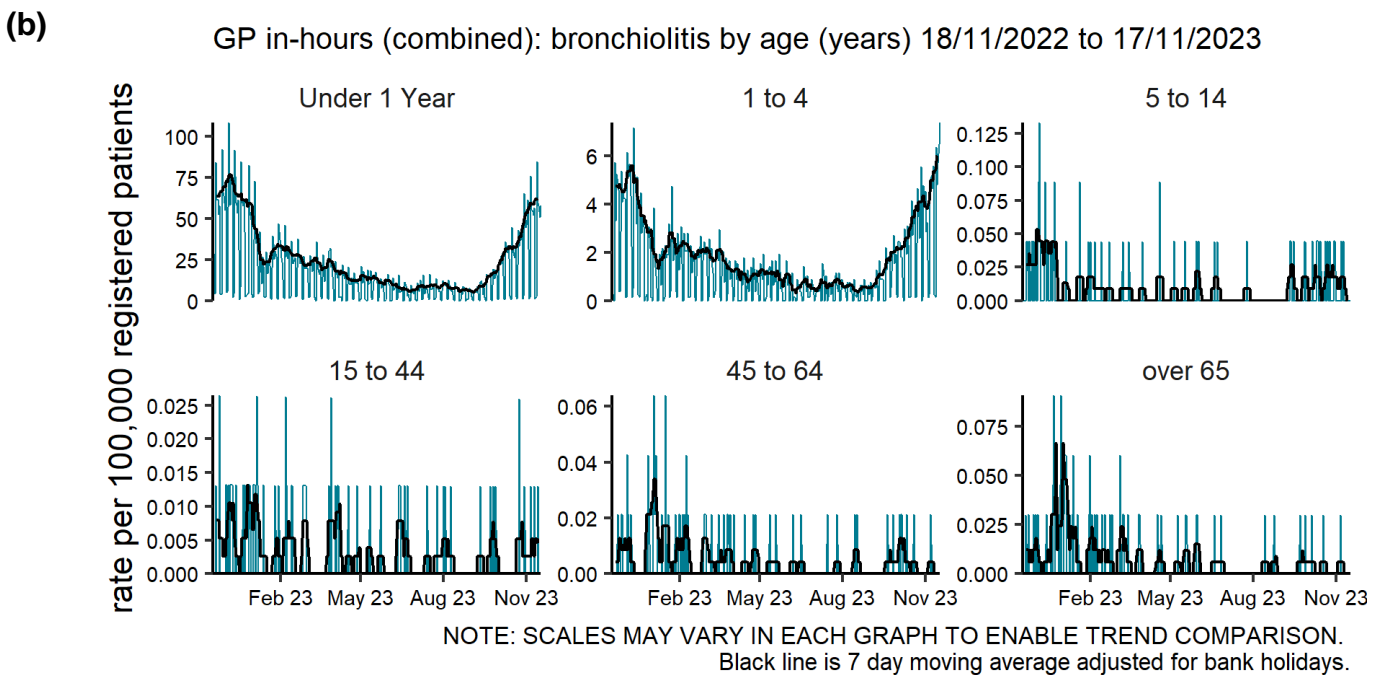 (b)
GP in-hours (combined): bronchiolitis by age (years) 18/11/2022 to 17/11/2023
rate per 100,000 registered patients
Under 1 Year
100
75
50
25
0
1 to 4
6
4
2
0
5 to 14
0.125
0.100
0.075
0.050
0.025
0.000
15 to 44
0.025
0.020
0.015
0.010
0.005
0.000
Feb 23 May 23 Aug 23 Nov 23
45 to 64
0.06
0.04
0.02
0.00
Feb 23 May 23 Aug 23 Nov 23
over 65
0.075
0.050
0.025
0.000
Feb 23 May 23 Aug 23 Nov 23
NOTE: SCALES MAY VARY IN EACH GRAPH TO ENABLE TREND COMPARISON.
Black line is 7 day moving average adjusted for bank holidays.